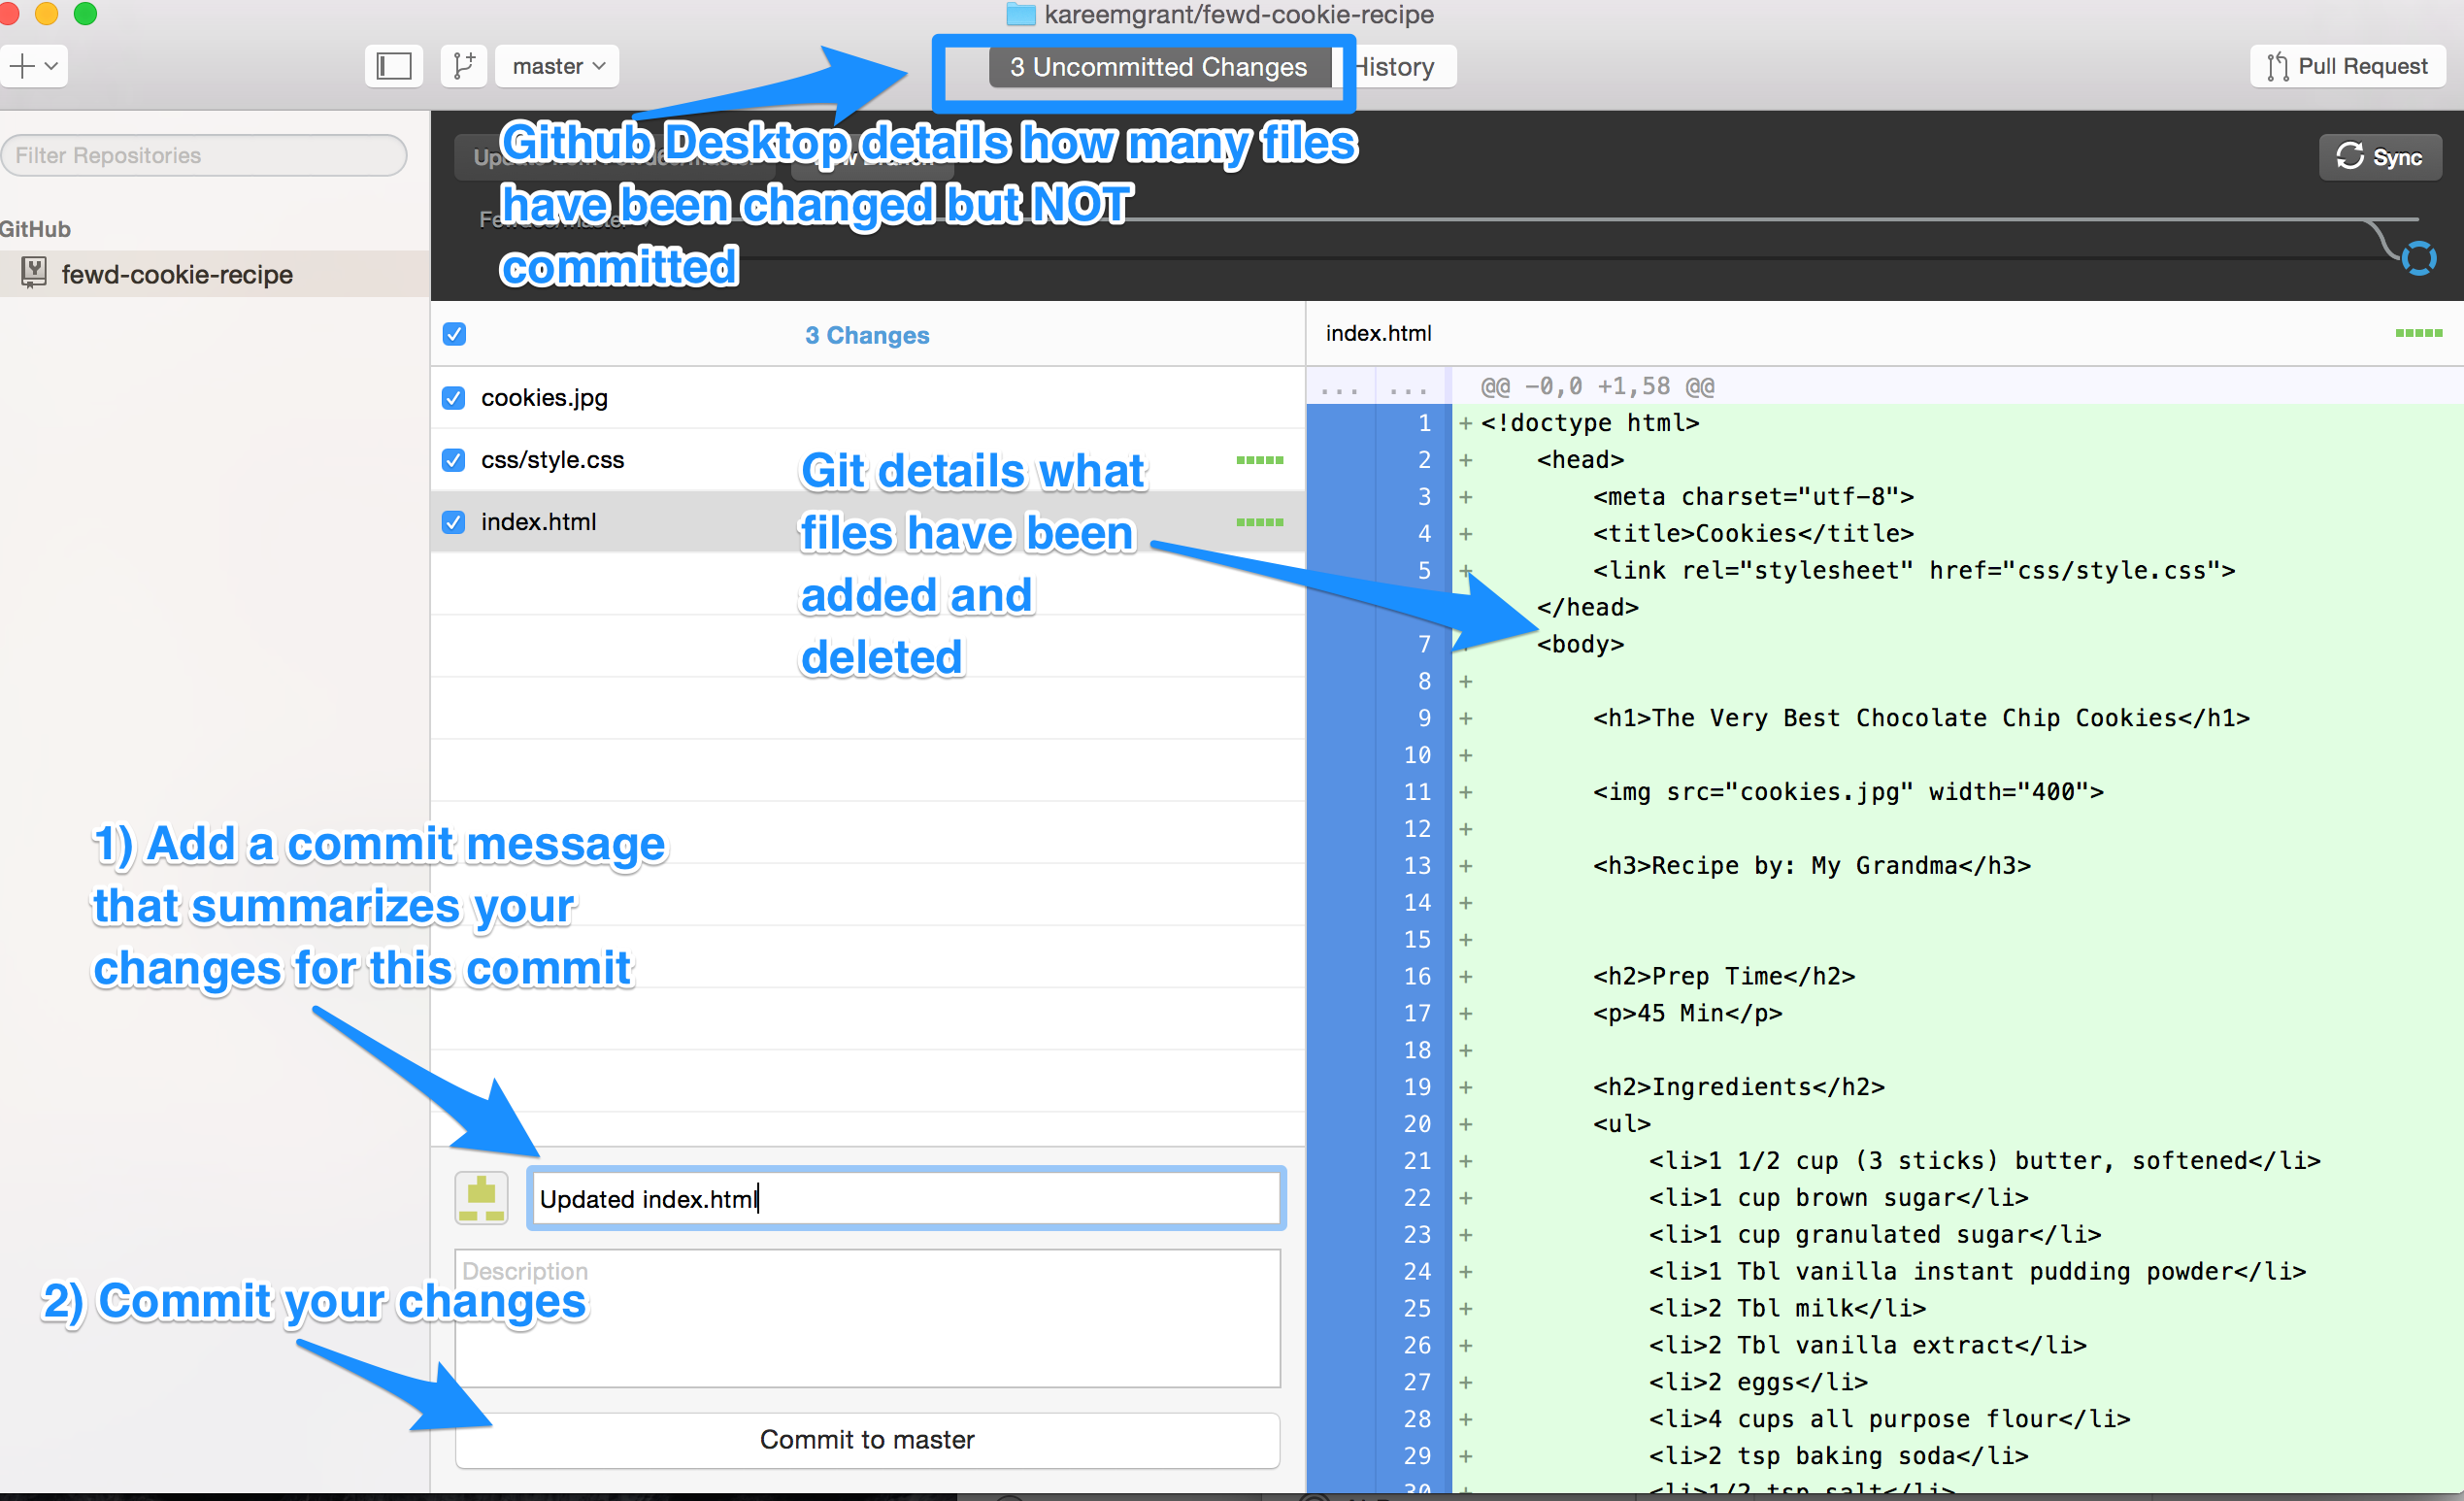 kareemgrant/fewd-cookie-recipe
master
3 Uncommitted Changes
History
Pull Request
Filter Repositories
Sync
Github Desktop details how many files
have been changed but NOT
committed
GitHub
fewd-cookie-recipe
3 Changes
cookies.jpg
css/style.css
index.html
Git details what
files have been
added and
deleted
1) Add a commit message
that summarizes your
changes for this commit
Updated index.html
Description
2) Commit your changes
Commit to master
index.html
... ... @@ -0,0 +1,58 @@
1 + <!doctype html>
2 + <head>
3 + <meta charset="utf-8">
4 + <title>Cookies</title>
5 + <link rel="stylesheet" href="css/style.css">
</head>
7 <body>
8 +
9 + <h1>The Very Best Chocolate Chip Cookies</h1>
10 +
11 + <img src="cookies.jpg" width="400">
12 +
13 + <h3>Recipe by: My Grandma</h3>
14 +
15 +
16 + <h2>Prep Time</h2>
17 + <p>45 Min</p>
18 +
19 + <h2>Ingredients</h2>
20 + <ul>
21 + <li>1 1/2 cup (3 sticks) butter, softened</li>
22 + <li>1 cup brown sugar</li>
23 + <li>1 cup granulated sugar</li>
24 + <li>1 Tbl vanilla instant pudding powder</li>
25 + <li>2 Tbl milk</li>
26 + <li>2 Tbl vanilla extract</li>
27 + <li>2 eggs</li>
28 + <li>4 cups all purpose flour</li>
29 + <li>2 tsp baking soda</li>
30 + <li>1/2 tsp salt</li>